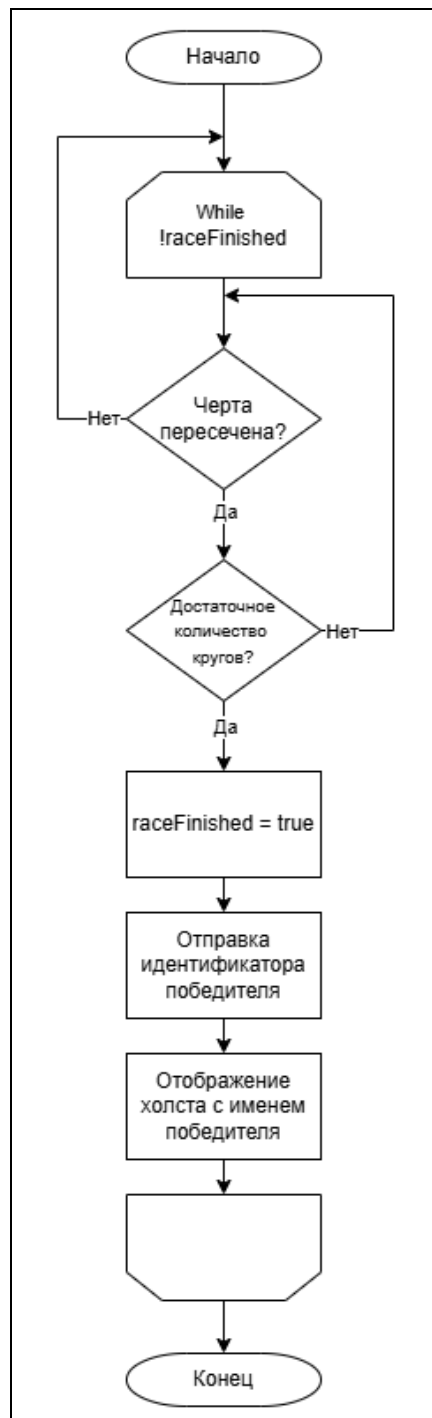 Начало
While
!raceFinished
Черта
пересечена?
Нет
Да
Достаточное
количество
кругов?
Нет
Да
raceFinished = true
Отправка
идентификатора
победителя
Отображение
холста с именем
победителя
Конец